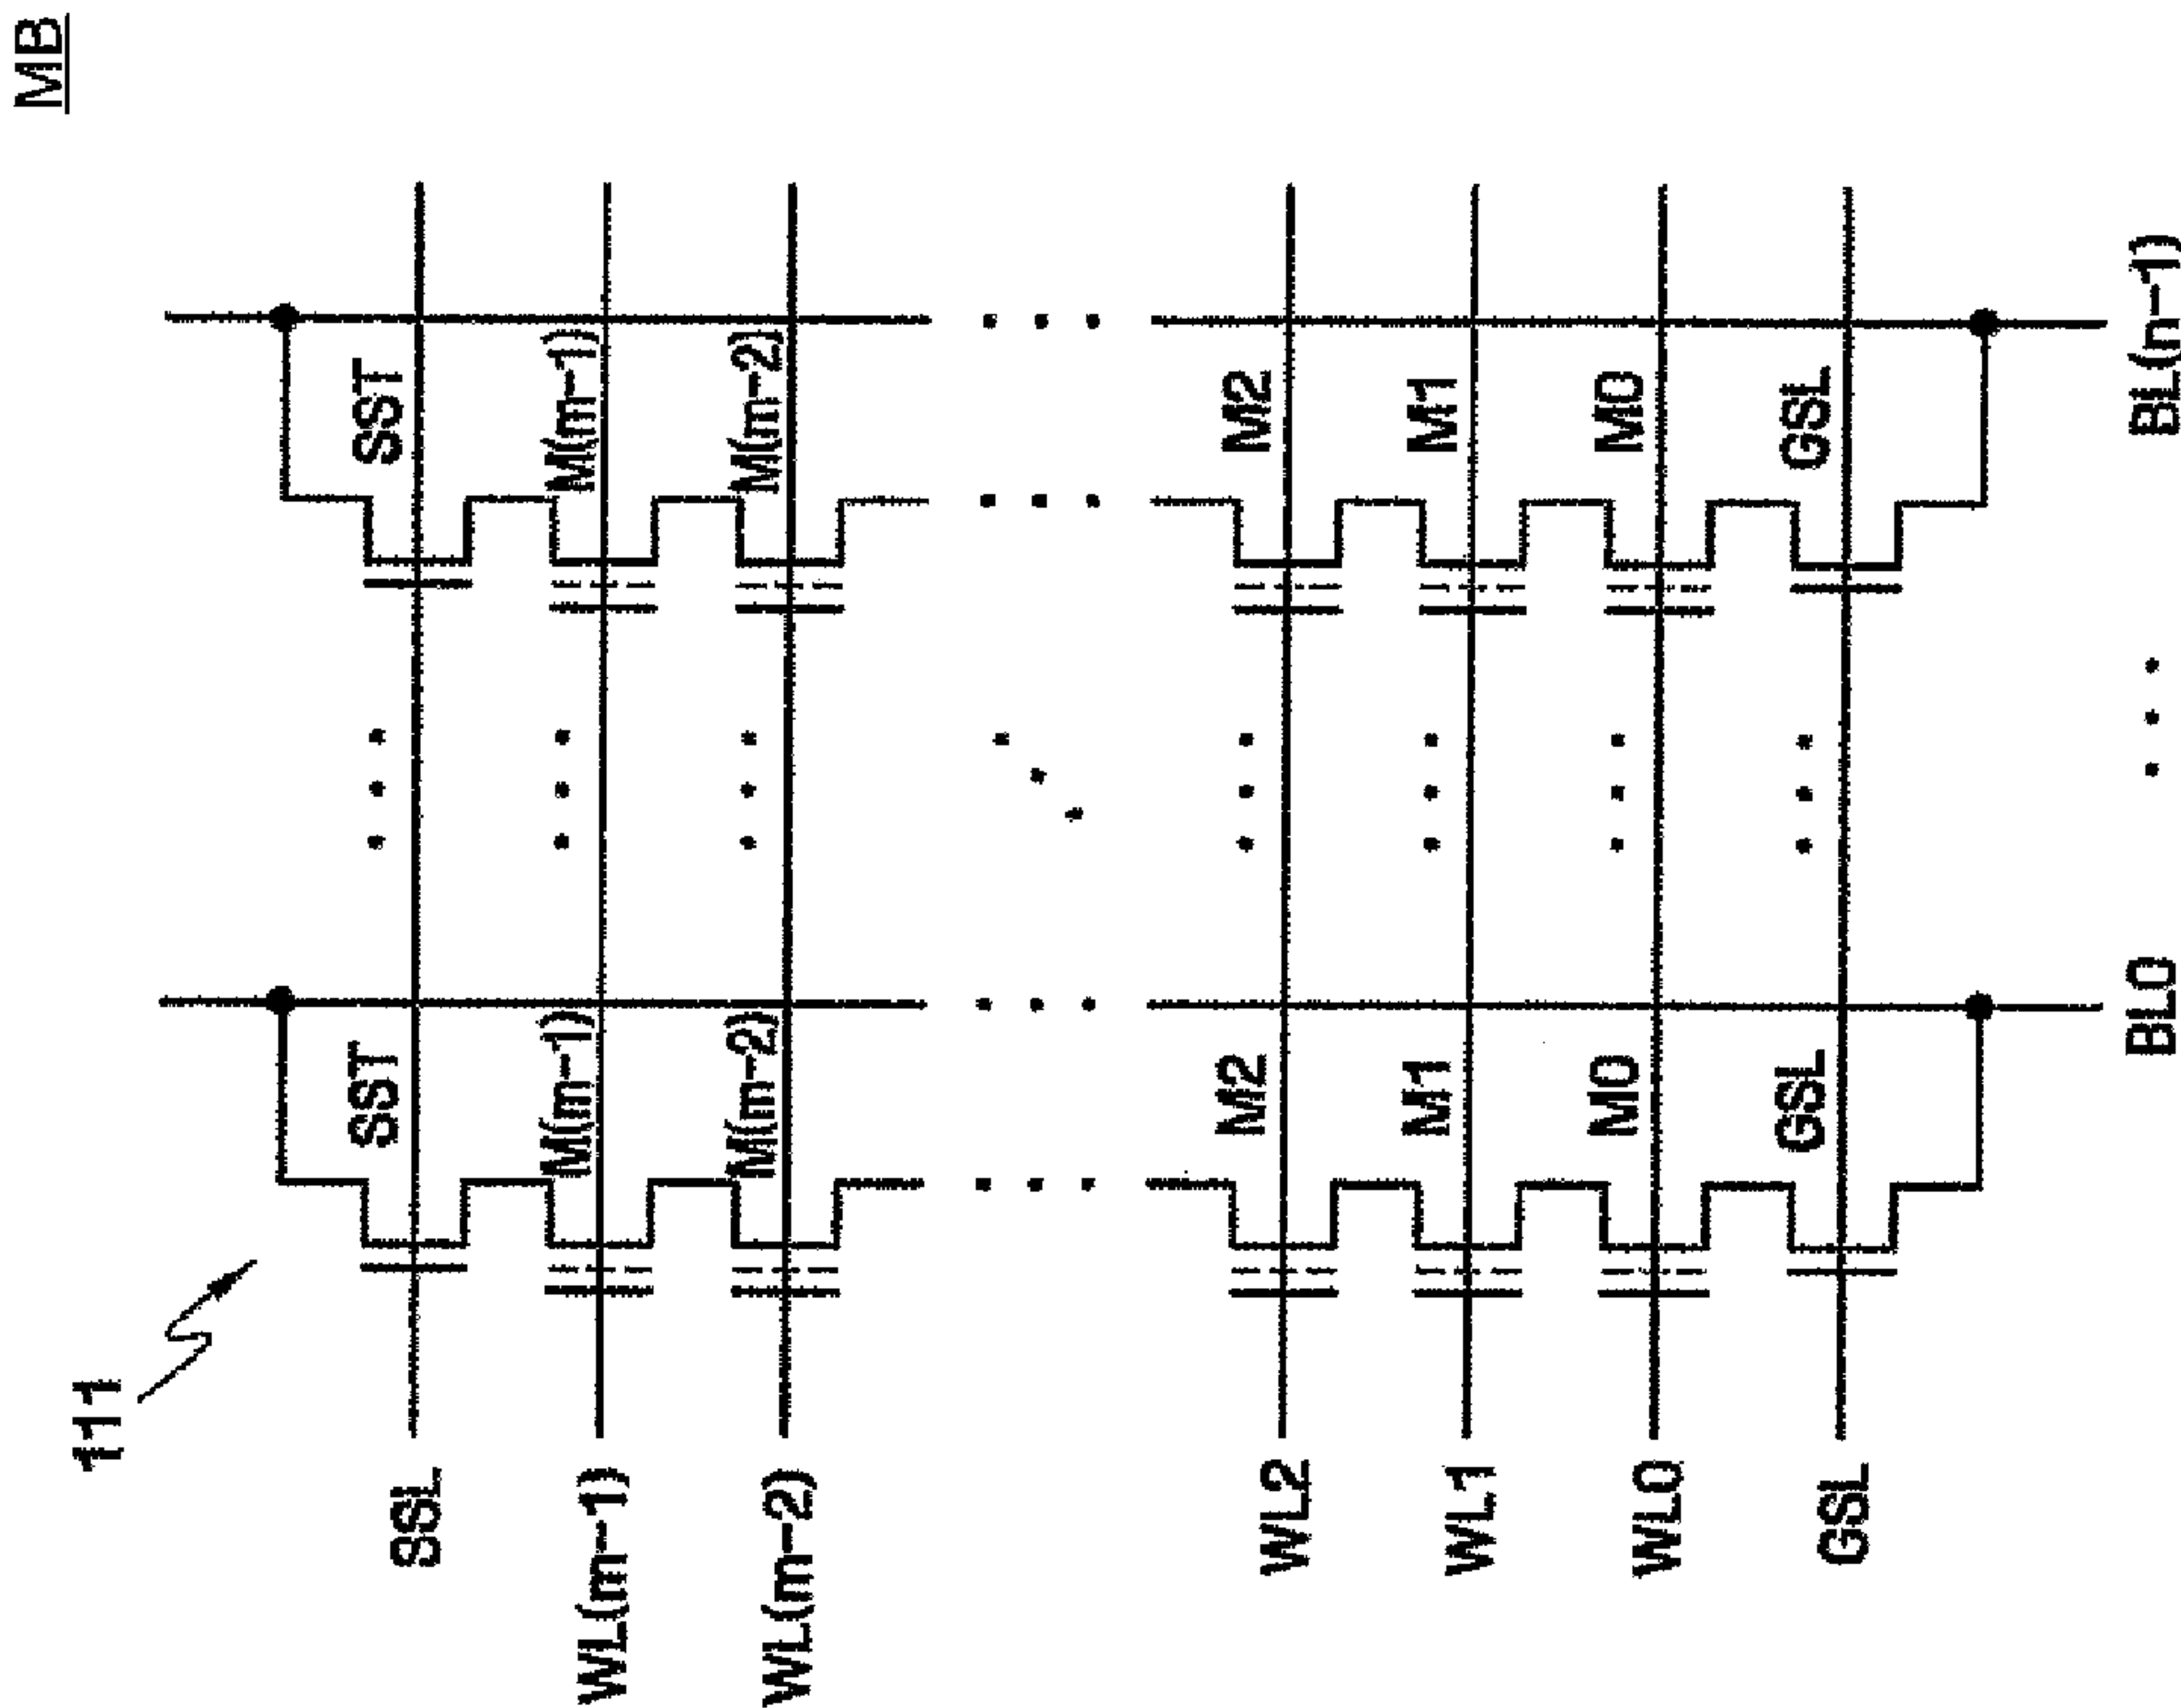 MB
111
SSL SST SST
WL(m-1) M(m-1) M(m-1)
WL(m-2) M(m-2) M(m-2)
WL2 M2 M2
WL1 M1 M1
WL0 M0 M0
GSL GSL GSL
BL0 • • • BL(n-1)